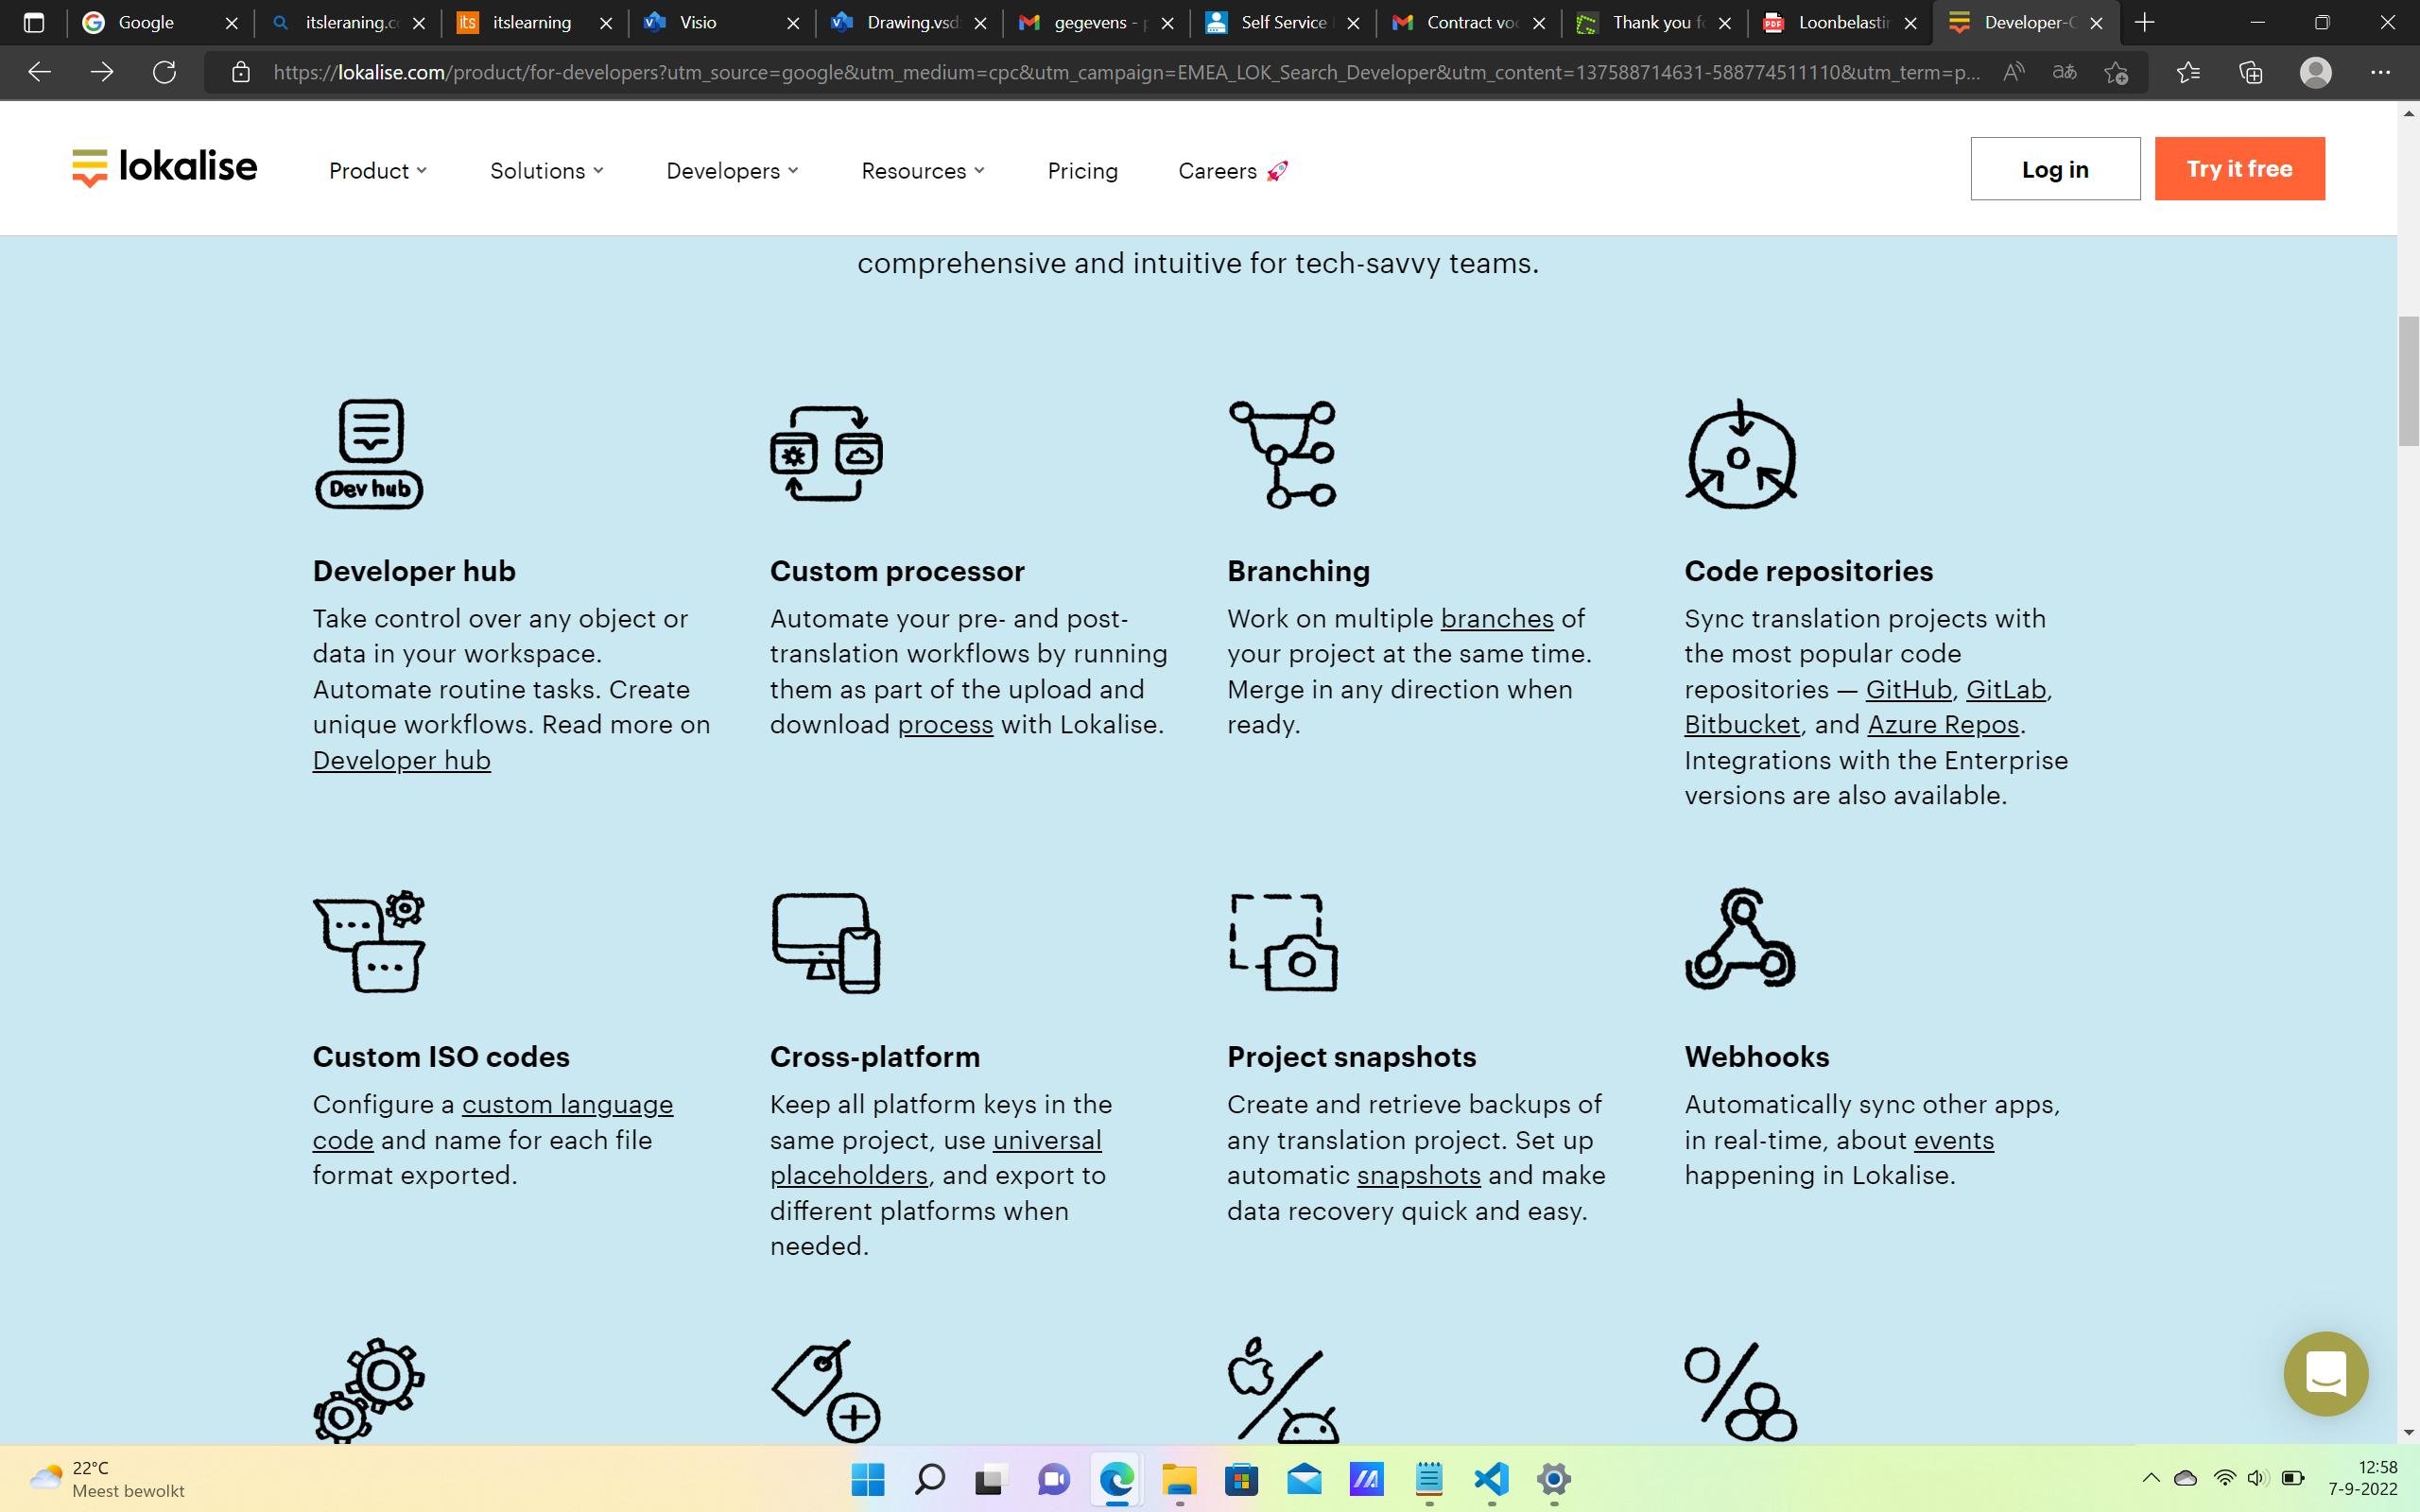 Google
itsleraning.c
itslearning
Visio
Drawing.vsd
gegevens -
Self Service
Contract voo
Thank you fo
Loonbelastin
Developer-C
https://lokalise.com/product/for-developers?utm_source=google&utm_medium=cpc&utm_campaign=EMEA_LOK_Search_Developer&utm_content=137588714631-588774511110&utm_term=p...
lokalise
Product
Solutions
Developers
Resources
Pricing
Careers 🚀
Log in
Try it free
comprehensive and intuitive for tech-savvy teams.
Dev hub
Developer hub
Take control over any object or
data in your workspace.
Automate routine tasks. Create
unique workflows. Read more on
Developer hub
Custom processor
Automate your pre- and post-
translation workflows by running
them as part of the upload and
download process with Lokalise.
Branching
Work on multiple branches of
your project at the same time.
Merge in any direction when
ready.
Code repositories
Sync translation projects with
the most popular code
repositories — GitHub, GitLab,
Bitbucket, and Azure Repos.
Integrations with the Enterprise
versions are also available.
Custom ISO codes
Configure a custom language
code and name for each file
format exported.
Cross-platform
Keep all platform keys in the
same project, use universal
placeholders, and export to
different platforms when
needed.
Project snapshots
Create and retrieve backups of
any translation project. Set up
automatic snapshots and make
data recovery quick and easy.
Webhooks
Automatically sync other apps,
in real-time, about events
happening in Lokalise.
22°C
Meest bewolkt
12:58
7-9-2022